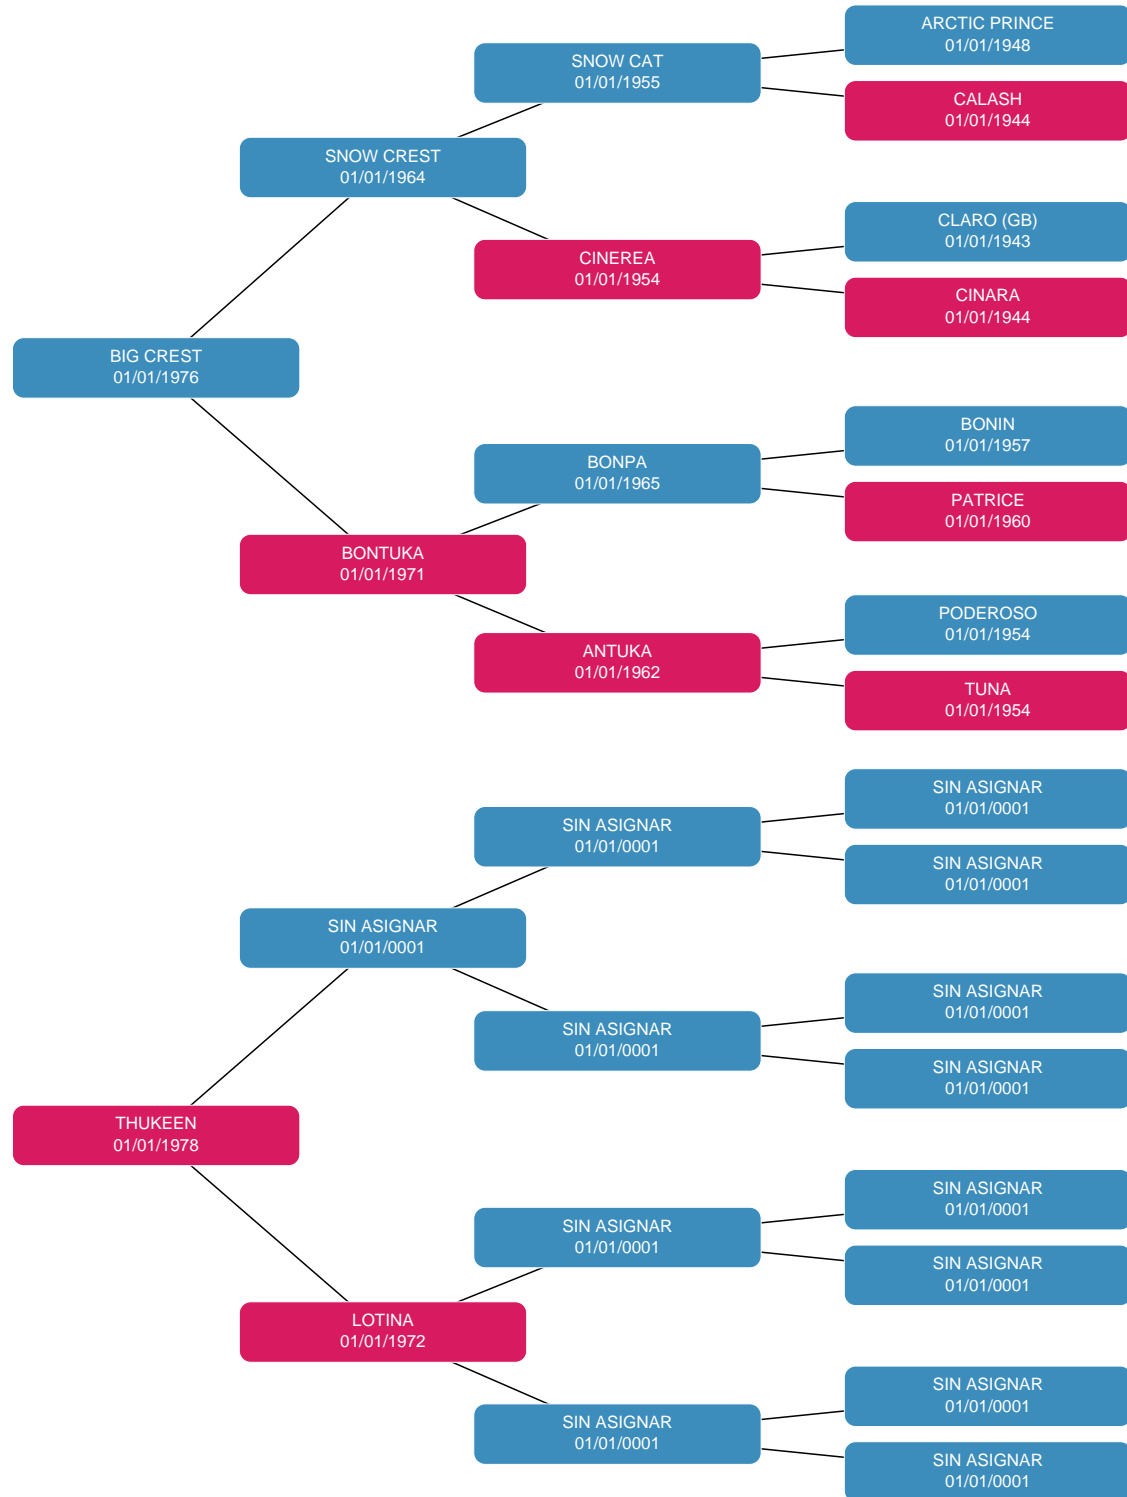 ARCTIC PRINCE
01/01/1948
SNOW CAT
01/01/1955
CALASH
01/01/1944
SNOW CREST
01/01/1964
CLARO (GB)
01/01/1943
CINEREA
01/01/1954
CINARA
01/01/1944
BIG CREST
01/01/1976
BONIN
01/01/1957
BONPA
01/01/1965
PATRICE
01/01/1960
BONTUKA
01/01/1971
PODEROSO
01/01/1954
ANTUKA
01/01/1962
TUNA
01/01/1954
SIN ASIGNAR
01/01/0001
SIN ASIGNAR
01/01/0001
SIN ASIGNAR
01/01/0001
SIN ASIGNAR
01/01/0001
SIN ASIGNAR
01/01/0001
SIN ASIGNAR
01/01/0001
SIN ASIGNAR
01/01/0001
THUKEEN
01/01/1978
SIN ASIGNAR
01/01/0001
SIN ASIGNAR
01/01/0001
SIN ASIGNAR
01/01/0001
LOTINA
01/01/1972
SIN ASIGNAR
01/01/0001
SIN ASIGNAR
01/01/0001
SIN ASIGNAR
01/01/0001